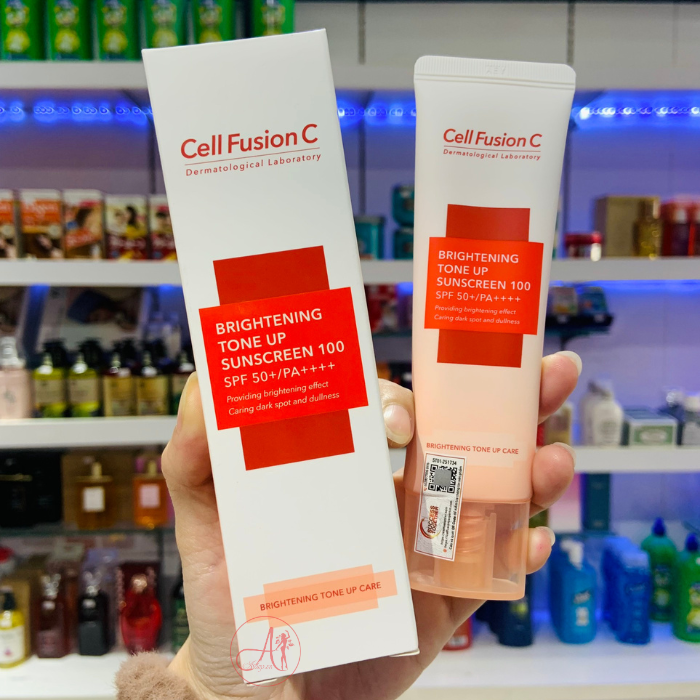 Cell Fusion C
Dermatological Laboratory
BRIGHTENING
TONE UP
SUNSCREEN 100
SPF 50+/PA++++
Providing brightening effect
Caring dark spot and dullness
BRIGHTENING TONE UP CARE
Cell Fusion C
Dermatological Laboratory
BRIGHTENING
TONE UP
SUNSCREEN 100
SPF 50+/PA++++
Providing brightening effect
Caring dark spot and dullness
BRIGHTENING TONE UP CARE